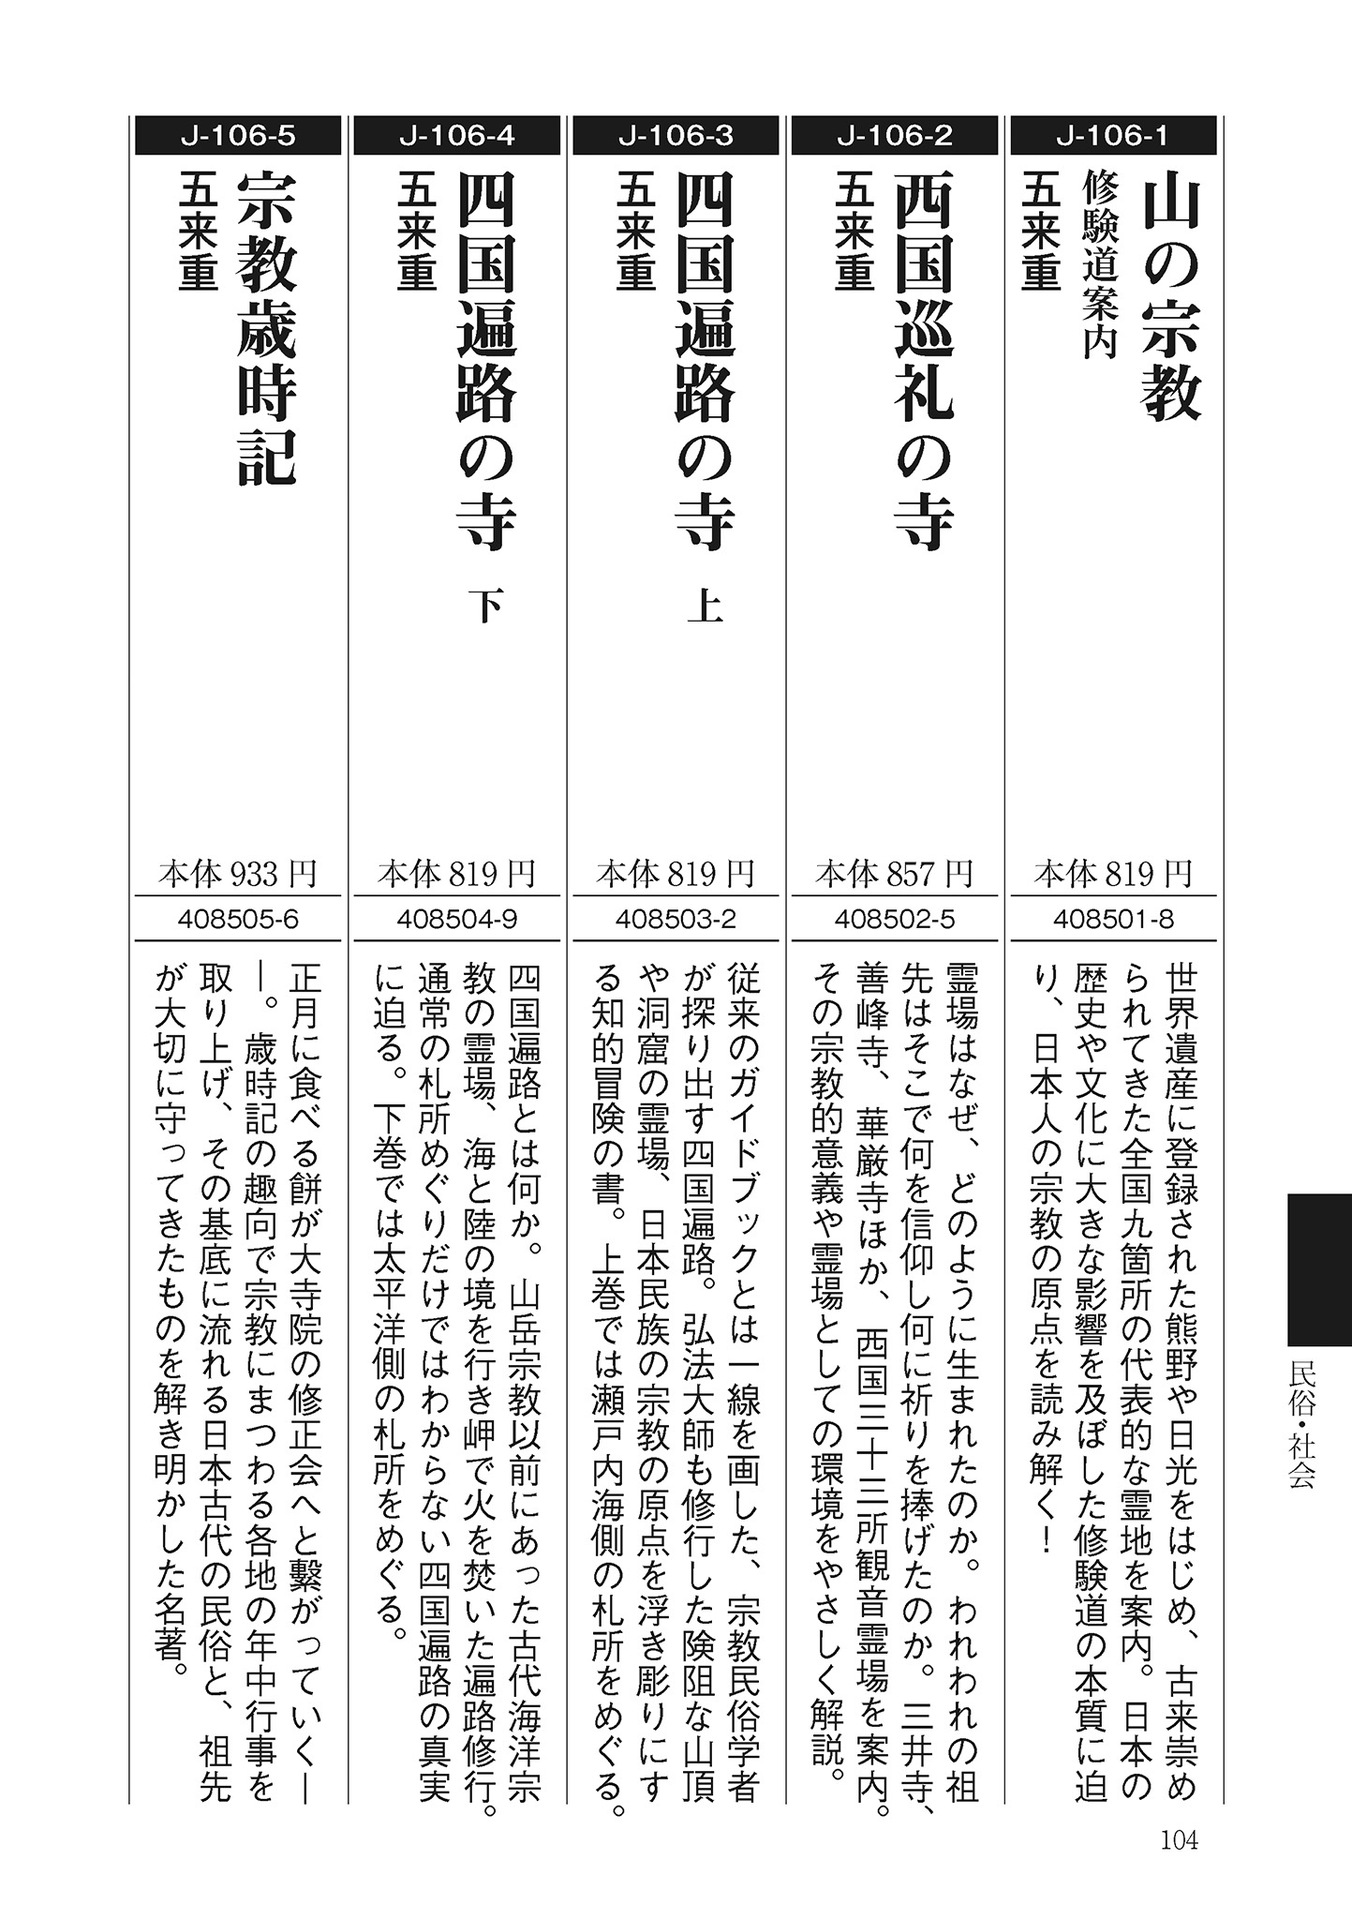 J-106-1
山の宗教
修験道案内
五来重
本体 819 円
408501-8
世界遺産に登録された熊野や日光をはじめ、古来崇め
られてきた全国九箇所の代表的な霊地を案内。日本の
歴史や文化に大きな影響を及ぼした修験道の本質に迫
り、日本人の宗教の原点を読み解く!
J-106-2
西国巡礼の寺
五来重
本体 857 円
408502-5
霊場はなぜ、どのように生まれたのか。われわれの祖
先はそこで何を信仰し何に祈りを捧げたのか。三井寺、
善峰寺、華厳寺ほか、西国三十三所観音霊場を案内。
その宗教的意義や霊場としての環境をやさしく解説。
J-106-3
四国遍路の寺 上
五来重
本体 819 円
408503-2
従来のガイドブックとは一線を画した、宗教民俗学者
が探り出す四国遍路。弘法大師も修行した険阻な山頂
や洞窟の霊場、日本民族の宗教の原点を浮き彫りにす
る知的冒険の書。上巻では瀬戸内海側の札所をめぐる。
J-106-4
四国遍路の寺 下
五来重
本体 819 円
408504-9
四国遍路とは何か。山岳宗教以前にあった古代海洋宗
教の霊場、海と陸の境を行き岬で火を焚いた遍路修行。
通常の札所めぐりだけではわからない四国遍路の真実
に迫る。下巻では太平洋側の札所をめぐる。
J-106-5
宗教歳時記
五来重
本体 933 円
408505-6
正月に食べる餅が大寺院の修正会へと繫がっていく―
―。歳時記の趣向で宗教にまつわる各地の年中行事を
取り上げ、その基底に流れる日本古代の民俗と、祖先
が大切に守ってきたものを解き明かした名著。
民俗・社会
104